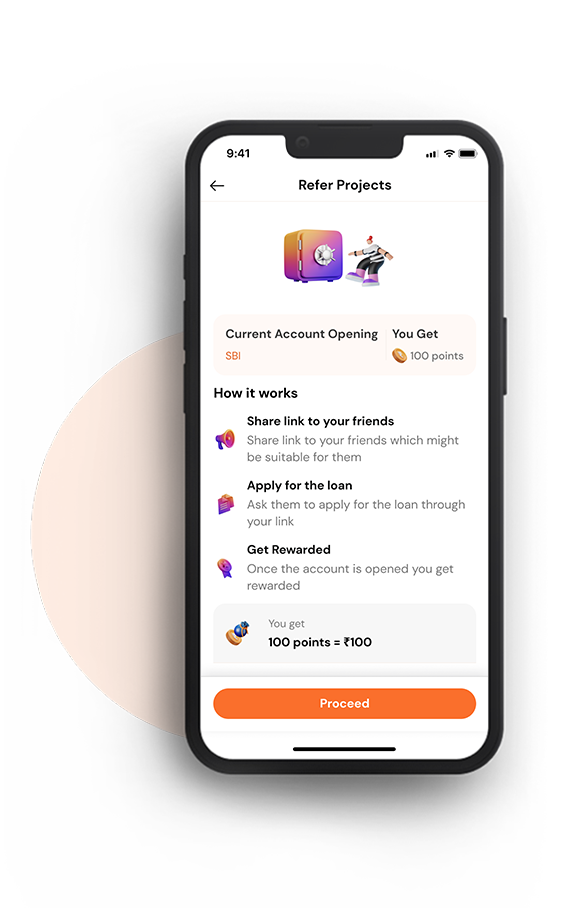 9:41
Refer Projects
Current Account Opening
You Get
SBI
100 points
How it works
Share link to your friends
Share link to your friends which might
be suitable for them
Apply for the loan
Ask them to apply for the loan through
your link
Get Rewarded
Once the account is opened you get
rewarded
You get
100 points = ₹100
Proceed